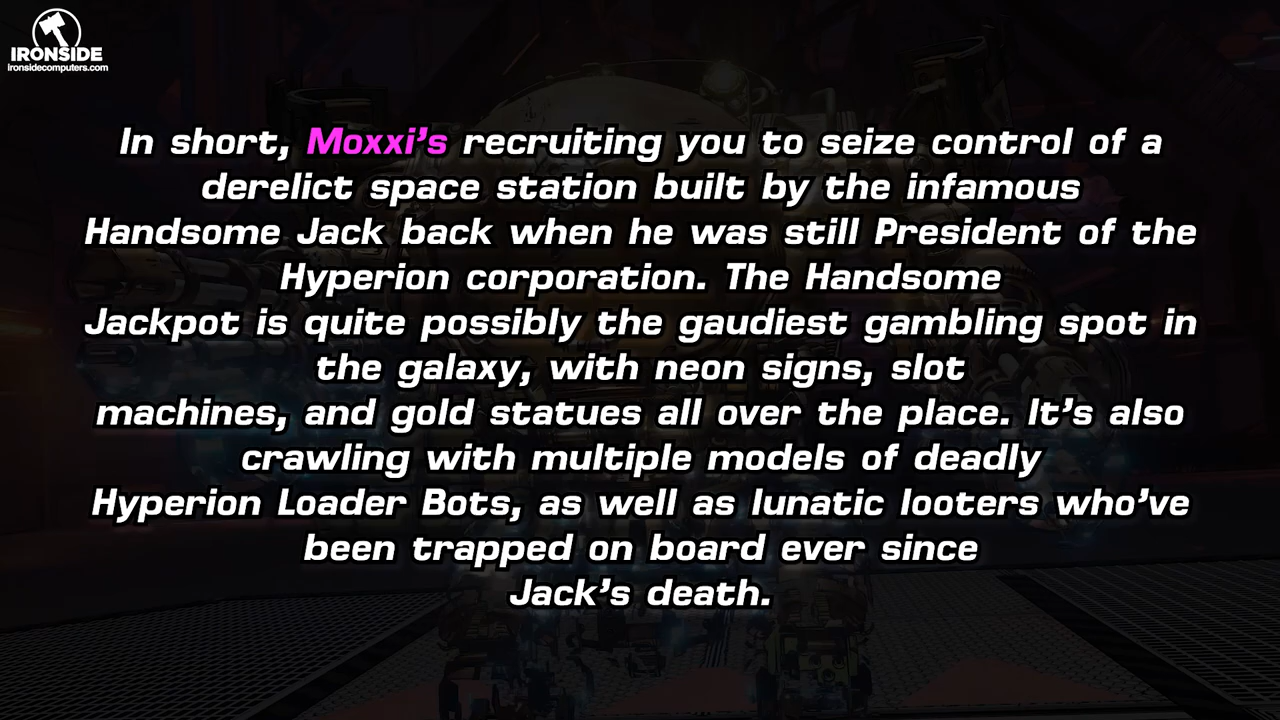 IRONSIDE
Ironsidecomputers.com
In short, Moxxi’s recruiting you to seize control of a
derelict space station built by the infamous
Handsome Jack back when he was still President of the
Hyperion corporation. The Handsome
Jackpot is quite possibly the gaudiest gambling spot in
the galaxy, with neon signs, slot
machines, and gold statues all over the place. It’s also
crawling with multiple models of deadly
Hyperion Loader Bots, as well as lunatic looters who’ve
been trapped on board ever since
Jack’s death.